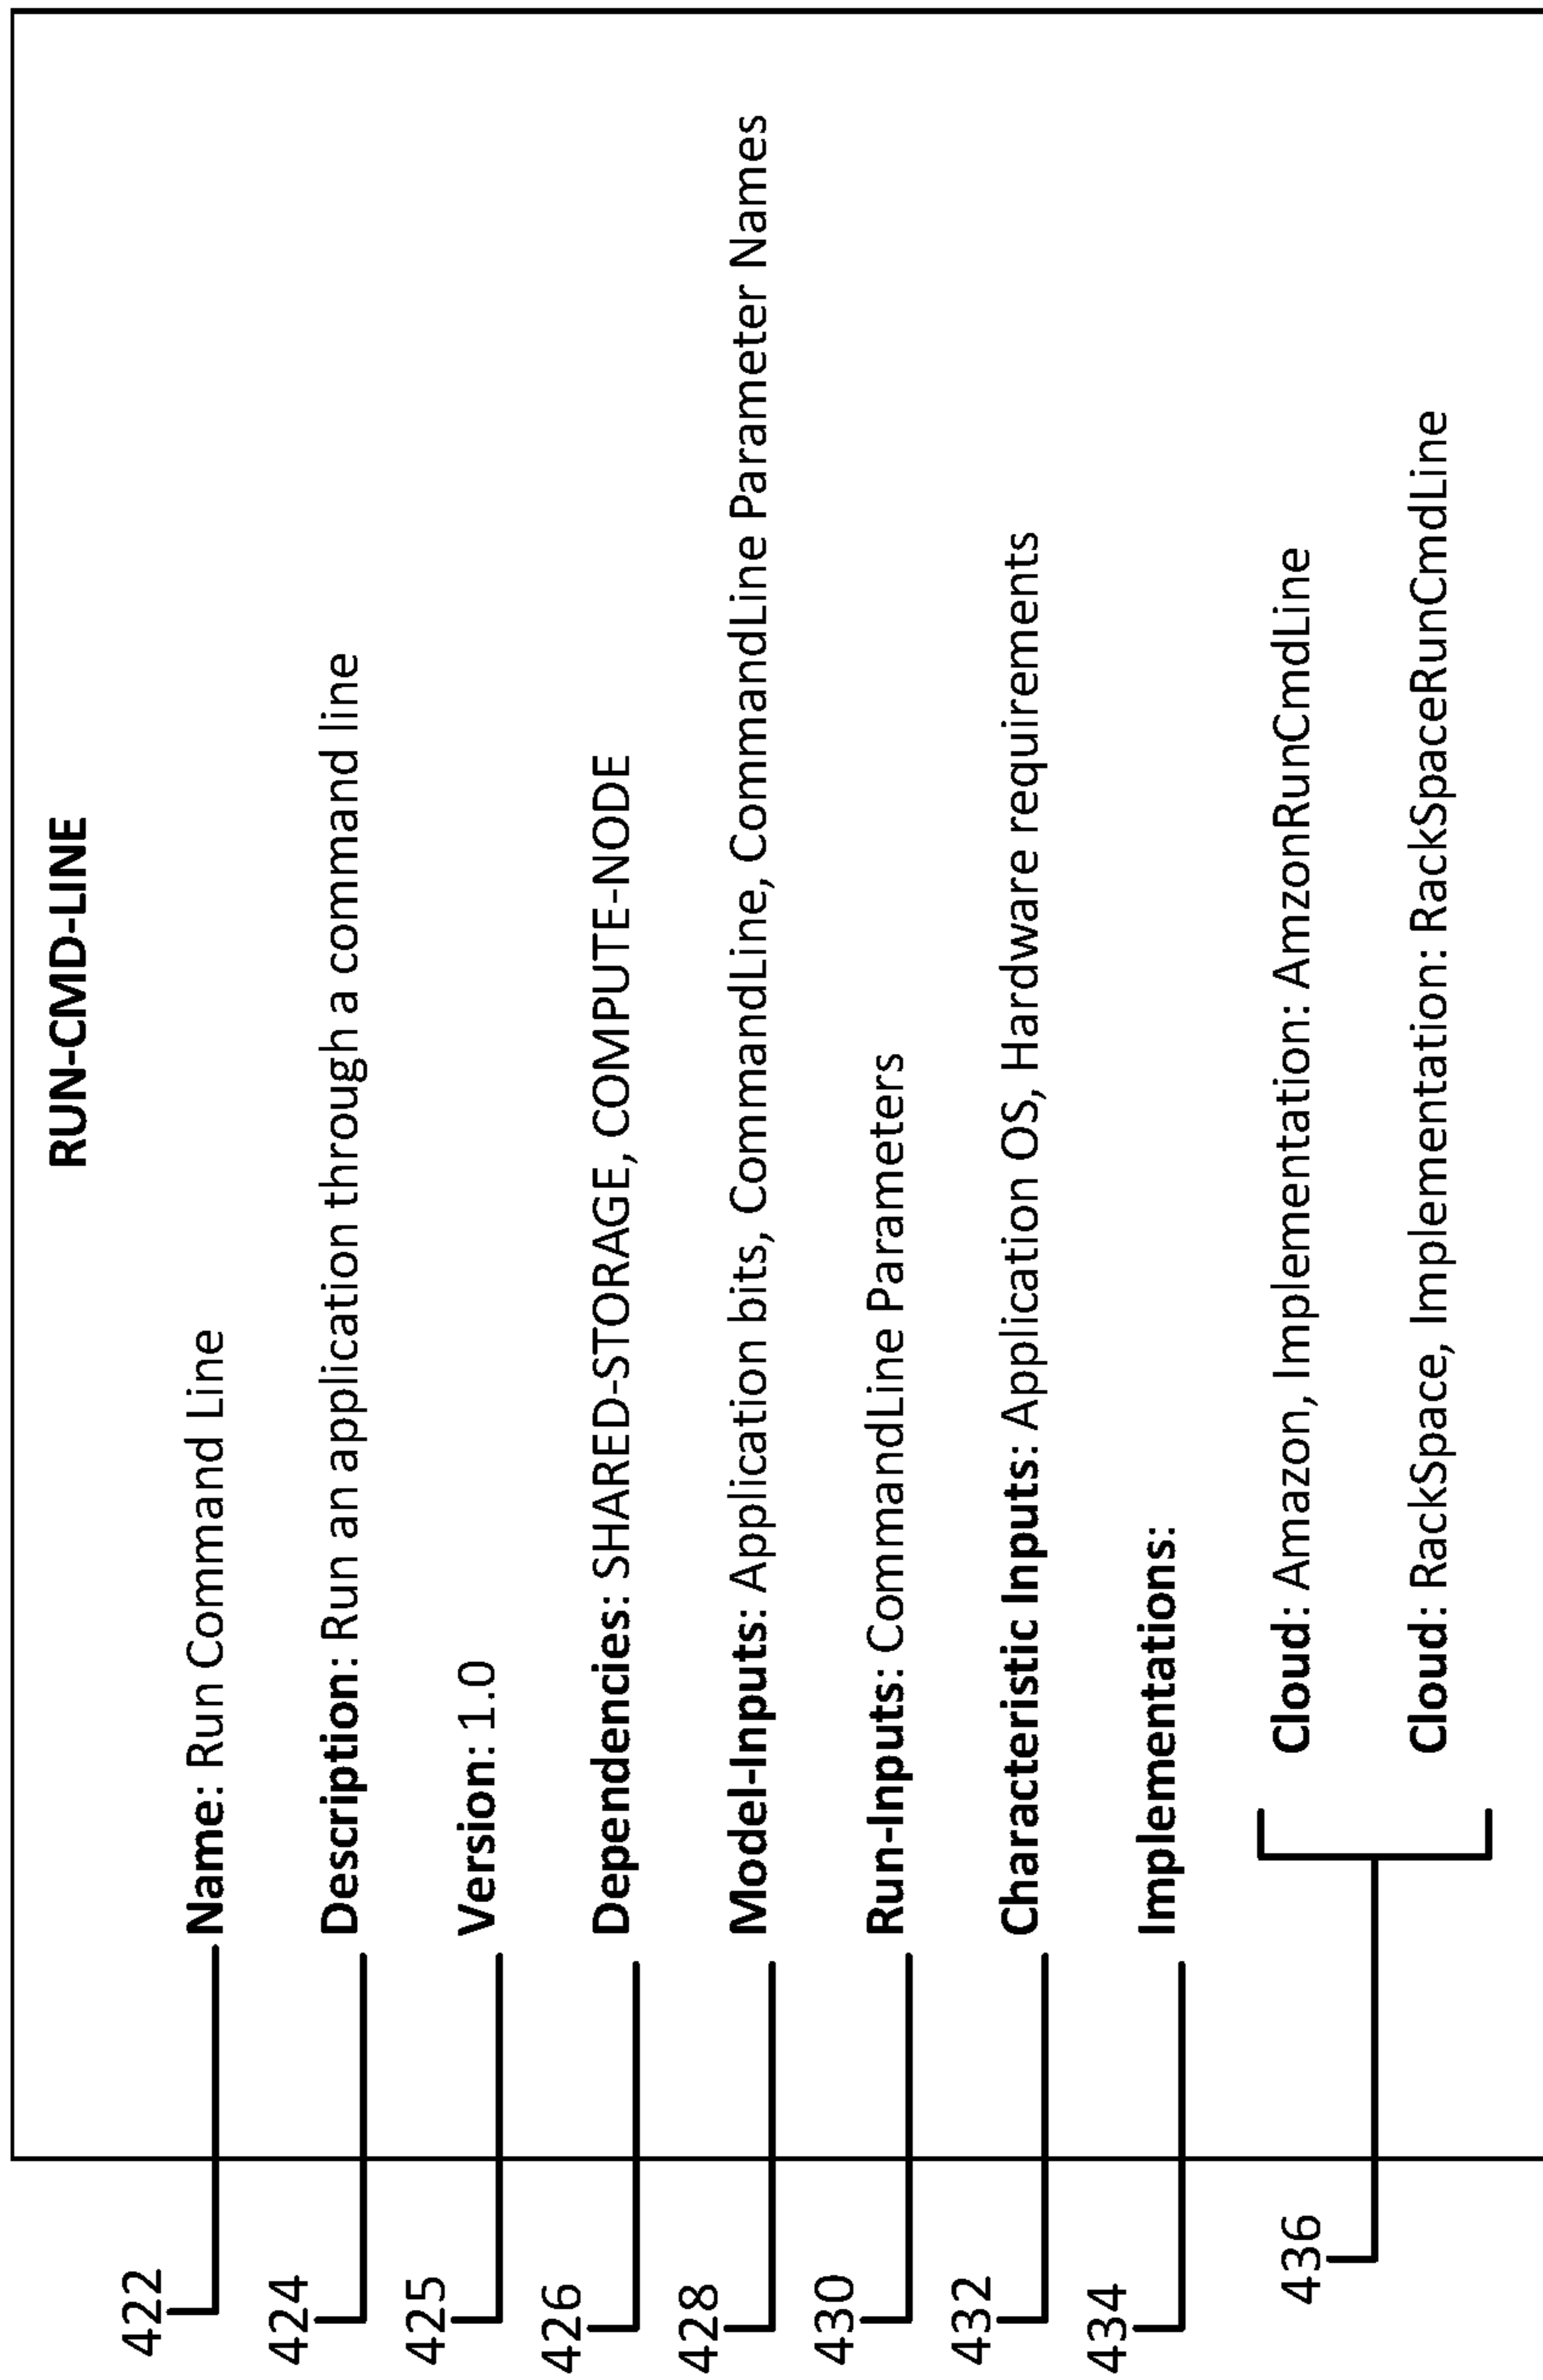 RUN-CMD-LINE
422 Name: Run Command Line
424 Description: Run an application through a command line
425 Version: 1.0
426 Dependencies: SHARED-STORAGE, COMPUTE-NODE
428 Model-Inputs: Application bits, CommandLine, CommandLine Parameter Names
430 Run-Inputs: CommandLine Parameters
432 Characteristic Inputs: Application OS, Hardware requirements
434 Implementations:
436 Cloud: Amazon, Implementation: AmzonRunCmdLine
Cloud: RackSpace, Implementation: RackSpaceRunCmdLine